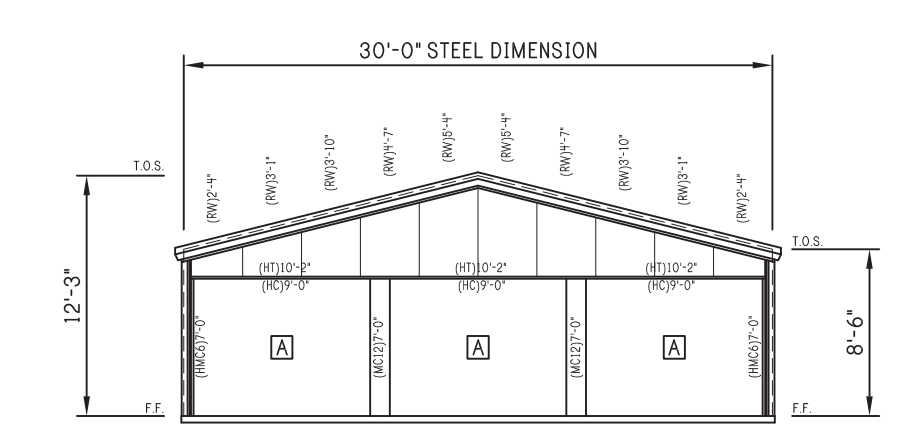 30'-0" STEEL DIMENSION
(RW)2'-4"
(RW)3'-1"
(RW)3'-10"
(RW)4'-7"
(RW)5'-4"
(RW)5'-4"
(RW)4'-7"
(RW)3'-10"
(RW)3'-1"
(RW)2'-4"
T.O.S.
T.O.S.
12'-3"
8'-6"
(HT)10'-2"
(HT)10'-2"
(HT)10'-2"
(HC)9'-0"
(HC)9'-0"
(HC)9'-0"
(HMC6)7'-0"
A
(MC12)7'-0"
A
(MC12)7'-0"
A
(HMC6)7'-0"
F.F.
F.F.